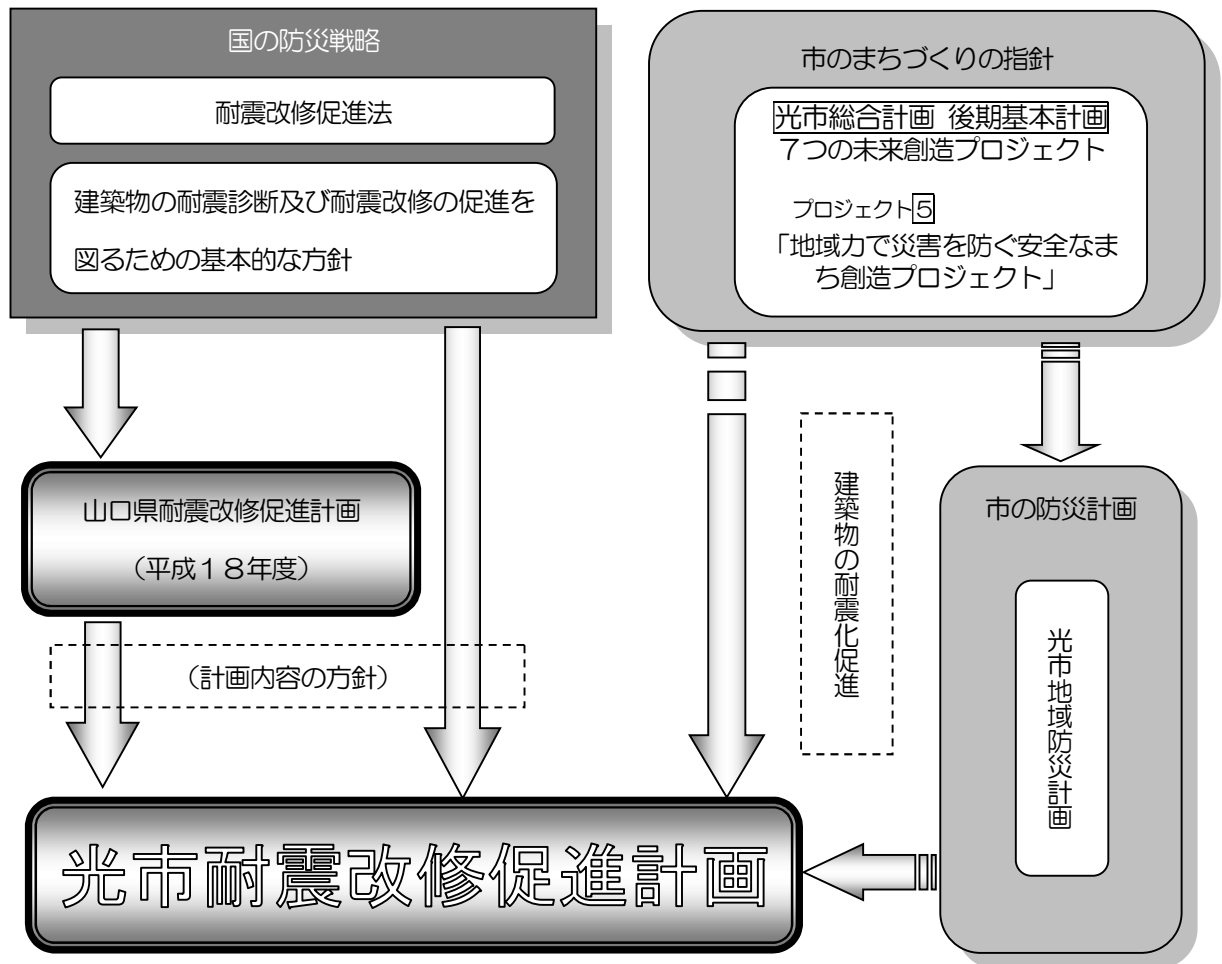 国の防災戦略
耐震改修促進法
建築物の耐震診断及び耐震改修の促進を
図るための基本的な方針
市のまちづくりの指針
光市総合計画 後期基本計画
７つの未来創造プロジェクト
プロジェクト5
「地域力で災害を防ぐ安全なま
ち創造プロジェクト」
山口県耐震改修促進計画
（平成１８年度）
（計画内容の方針）
建築物の耐震化促進
市の防災計画
光市地域防災計画
光市耐震改修促進計画